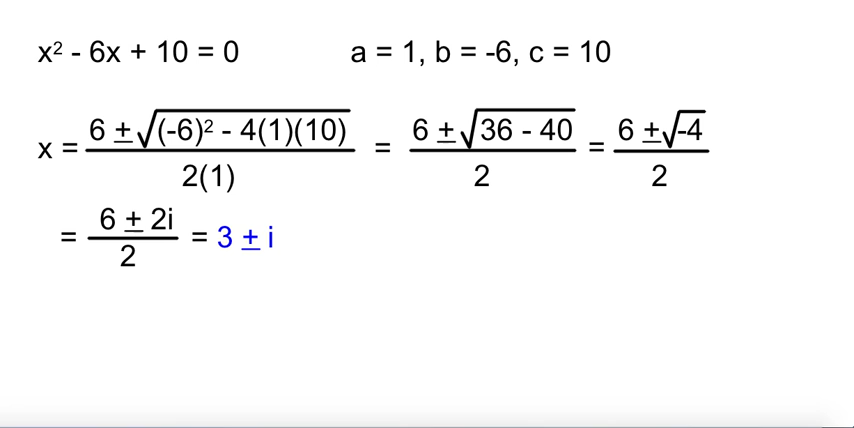 x² - 6x + 10 = 0 a = 1, b = -6, c = 10
x = (6 ± √((-6)² - 4(1)(10))) / 2(1) = (6 ± √(36 - 40)) / 2 = (6 ± √-4) / 2
= (6 ± 2i) / 2 = 3 ± i